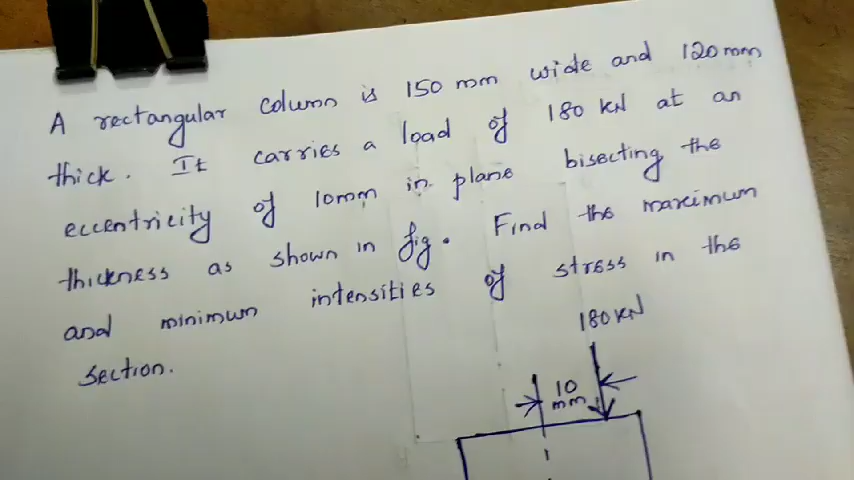 A rectangular column is 150 mm wide and 120mm
thick. It carries a load of 180 kN at an
eccentricity of 10mm in plane bisecting the
thickness as shown in fig. Find the maximum
and minimum intensities of stress in the
section.
180 kN
10
mm